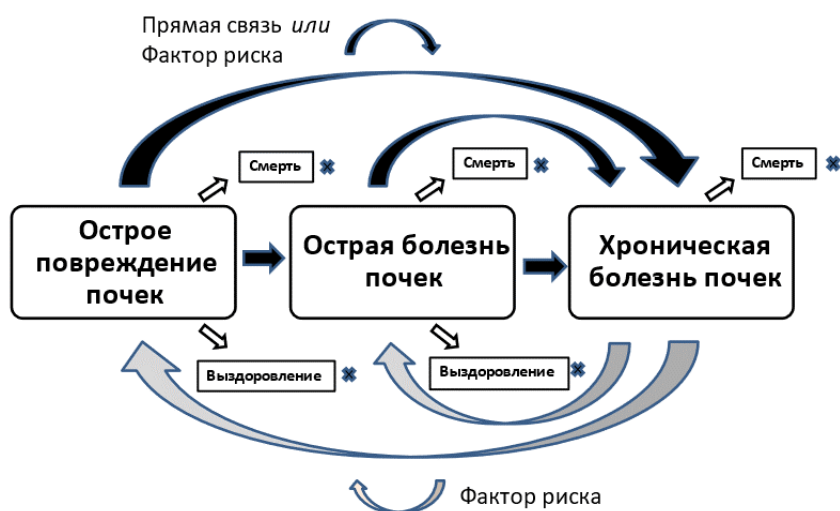 Прямая связь или
Фактор риска
Смерть
Смерть
Смерть
Острое
повреждение
почек
Острая болезнь
почек
Хроническая
болезнь почек
Выздоровление
Выздоровление
Фактор риска